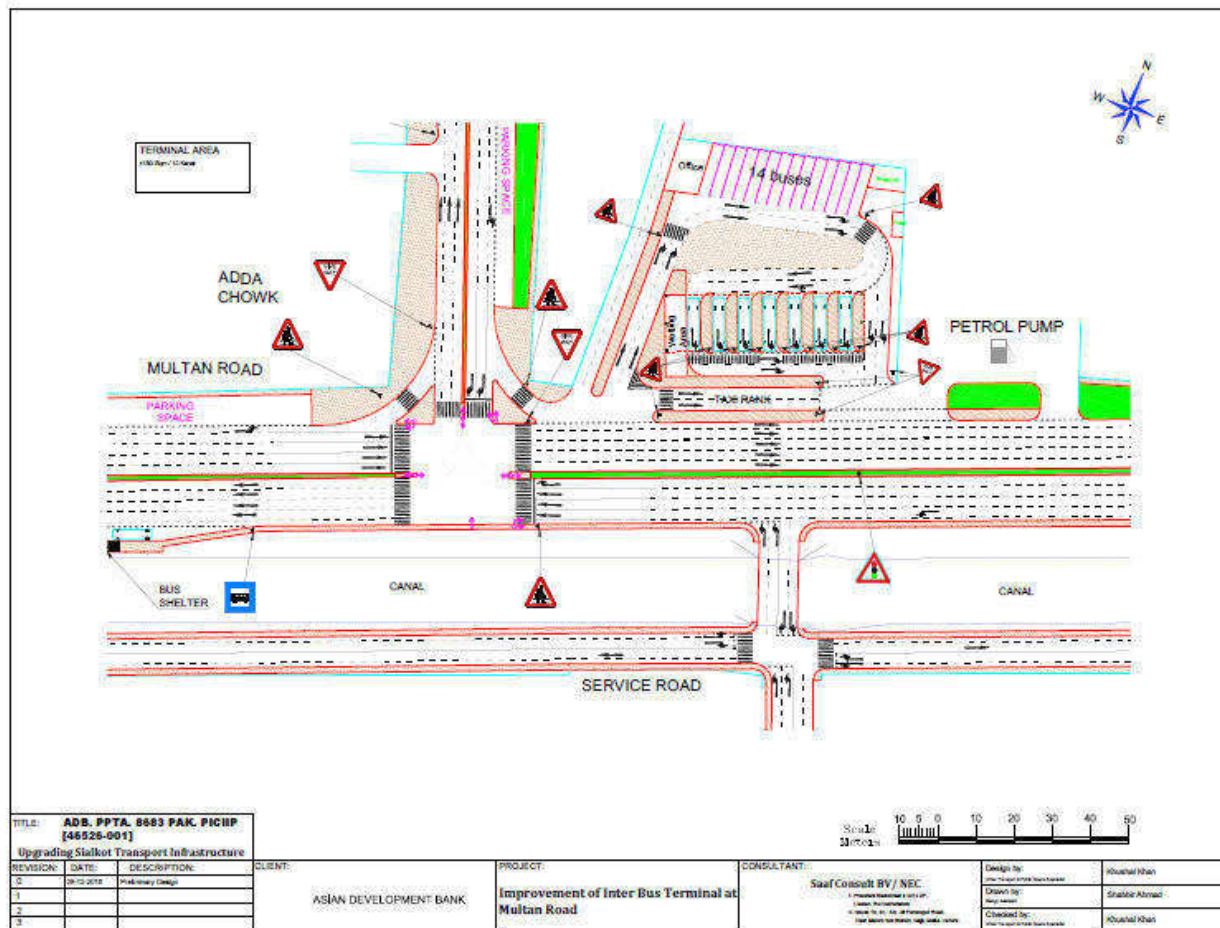 N
W
E
S
TERMINAL AREA
PARKING SPACE
Office
14 buses
ADDA
CHOWK
Waiting
Area
PETROL PUMP
MULTAN ROAD
PARKING
SPACE
TAXI RANK
BUS
SHELTER
CANAL
CANAL
SERVICE ROAD
Scale
Meters
10 5 0 10 20 30 40 50
TITLE: ADB. PPTA. 8683 PAK. PICIIP
[46526-001]
Upgrading Sialkot Transport Infrastructure
REVISION: DATE: DESCRIPTION:
0 Preliminary Design
1
2
3
CLIENT:
ASIAN DEVELOPMENT BANK
PROJECT:
Improvement of Inter Bus Terminal at
Multan Road
CONSULTANT:
Saaf Consult BV/ NEC
Design by: Khushal Khan
Drawn by: Shabbir Ahmad
Checked by: Khushal Khan